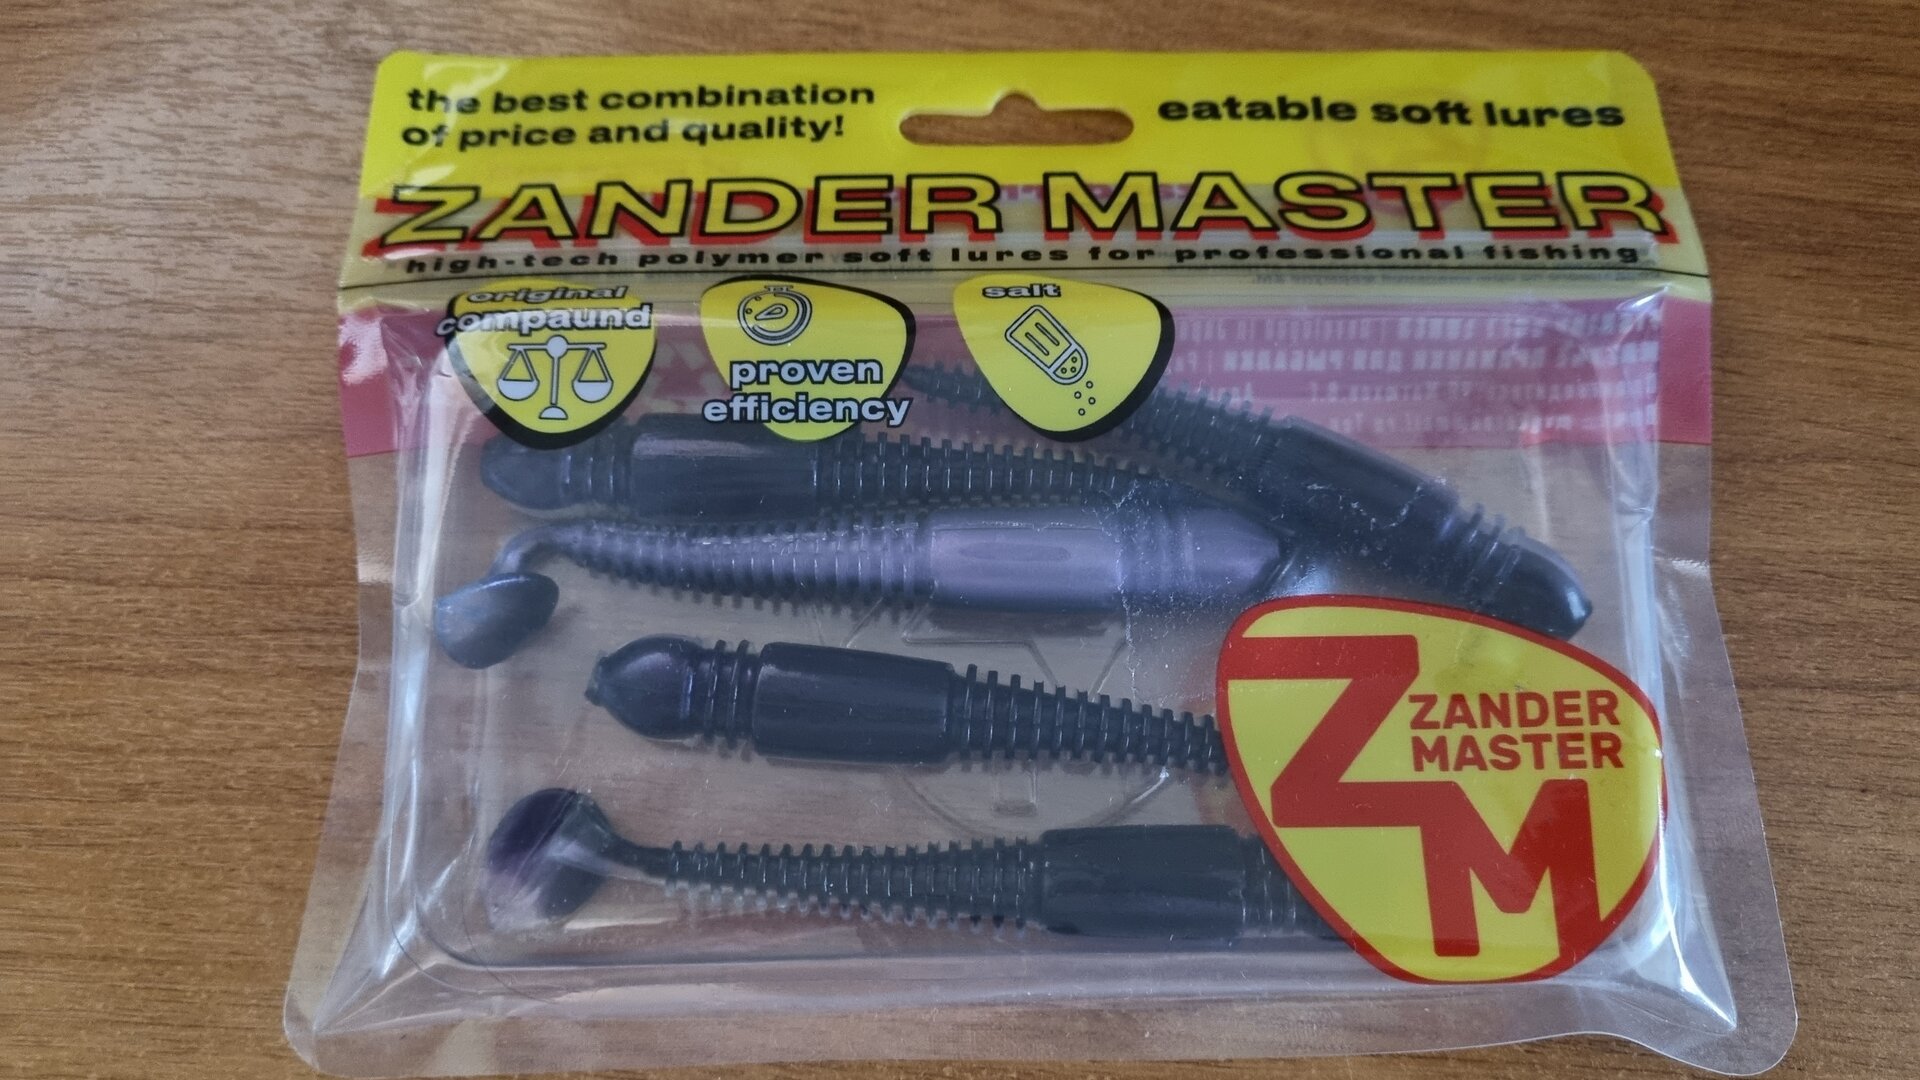 the best combination
of price and quality!
eatable soft lures
ZANDER MASTER
high-tech polymer soft lures for professional fishing
original
compaund
proven
efficiency
salt
ZANDER
MASTER
ZM